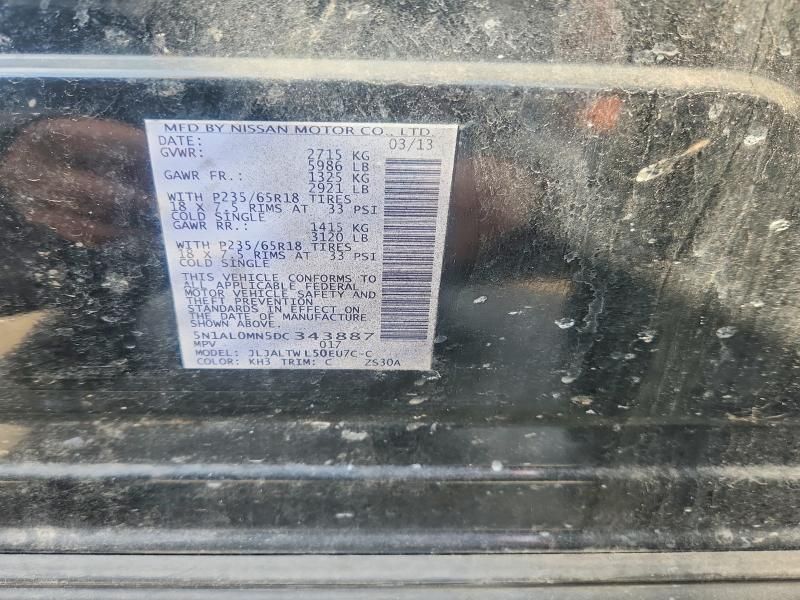 MFD BY NISSAN MOTOR CO., LTD.
DATE: 03/13
GVWR: 2715 KG
5986 LB
GAWR FR.: 1325 KG
2921 LB
WITH P235/65R18 TIRES
18 X 7.5 RIMS AT 33 PSI
COLD SINGLE
GAWR RR.: 1415 KG
3120 LB
WITH P235/65R18 TIRES
18 X 7.5 RIMS AT 33 PSI
COLD SINGLE
THIS VEHICLE CONFORMS TO
ALL APPLICABLE FEDERAL
MOTOR VEHICLE SAFETY AND
THEFT PREVENTION
STANDARDS IN EFFECT ON
THE DATE OF MANUFACTURE
SHOWN ABOVE.
5N1AL0MN5DC343887
MPV 017
MODEL: JLJALTW L50EU7C-C
COLOR: KH3 TRIM: C ZS30A